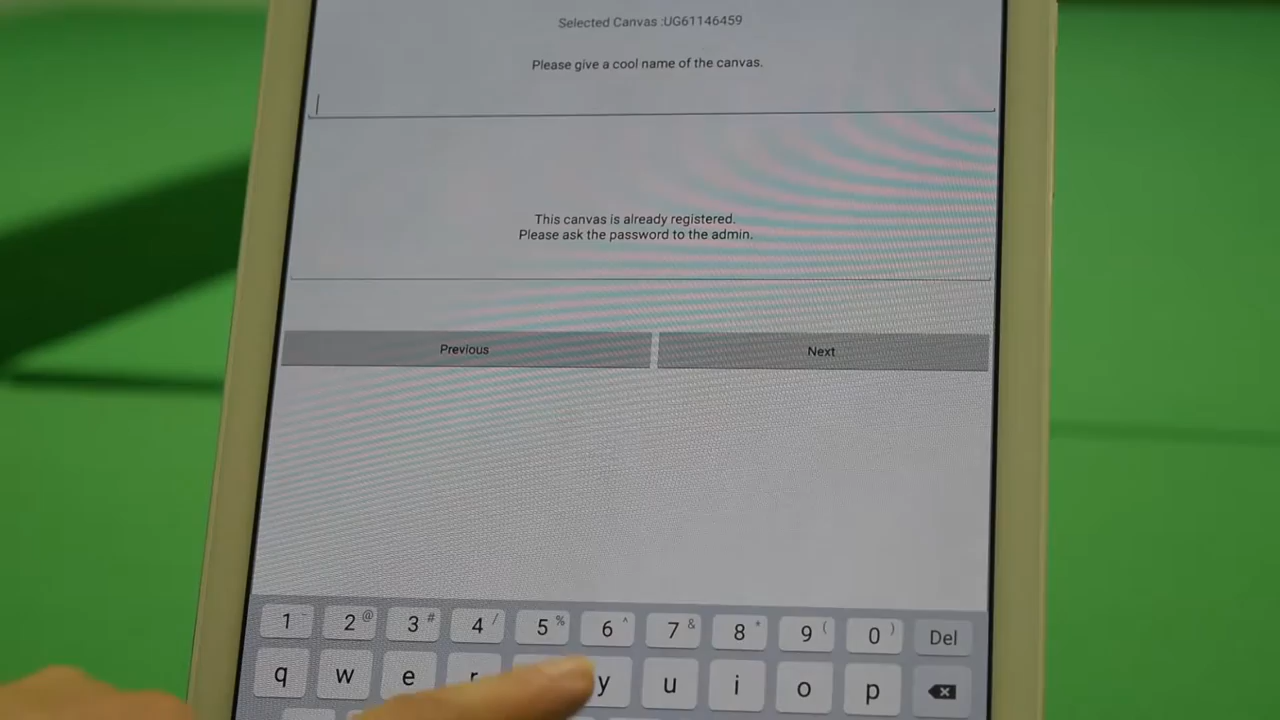 Selected Canvas :UG61146459
Please give a cool name of the canvas.
This canvas is already registered.
Please ask the password to the admin.
Previous Next
1 - 2 @ 3 # 4 / 5 % 6 ^ 7 & 8 * 9 ( 0 ) Del
q w e r y u i o p